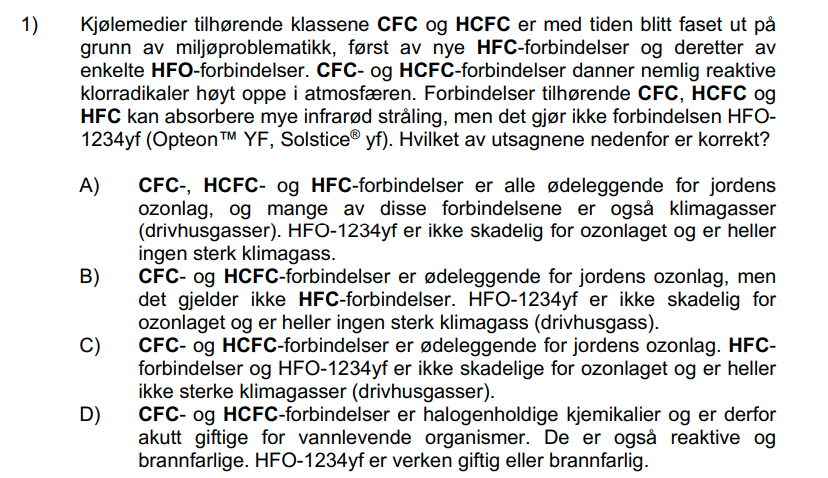 1) Kjølemedier tilhørende klassene CFC og HCFC er med tiden blitt faset ut på
grunn av miljøproblematikk, først av nye HFC-forbindelser og deretter av
enkelte HFO-forbindelser. CFC- og HCFC-forbindelser danner nemlig reaktive
klorradikaler høyt oppe i atmosfæren. Forbindelser tilhørende CFC, HCFC og
HFC kan absorbere mye infrarød stråling, men det gjør ikke forbindelsen HFO-
1234yf (Opteon™ YF, Solstice® yf). Hvilket av utsagnene nedenfor er korrekt?
A) CFC-, HCFC- og HFC-forbindelser er alle ødeleggende for jordens
ozonlag, og mange av disse forbindelsene er også klimagasser
(drivhusgasser). HFO-1234yf er ikke skadelig for ozonlaget og er heller
ingen sterk klimagass.
B) CFC- og HCFC-forbindelser er ødeleggende for jordens ozonlag, men
det gjelder ikke HFC-forbindelser. HFO-1234yf er ikke skadelig for
ozonlaget og er heller ingen sterk klimagass (drivhusgass).
C) CFC- og HCFC-forbindelser er ødeleggende for jordens ozonlag. HFC-
forbindelser og HFO-1234yf er ikke skadelige for ozonlaget og er heller
ikke sterke klimagasser (drivhusgasser).
D) CFC- og HCFC-forbindelser er halogenholdige kjemikalier og er derfor
akutt giftige for vannlevende organismer. De er også reaktive og
brannfarlige. HFO-1234yf er verken giftig eller brannfarlig.